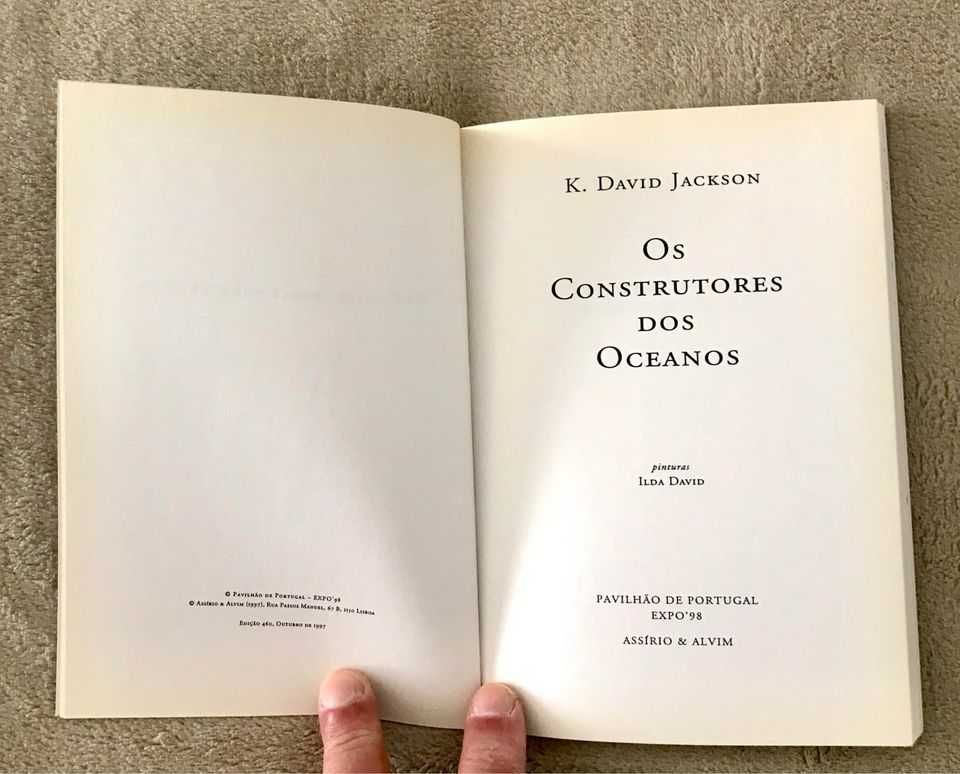 © Pavilhão de Portugal – EXPO'98
© Assírio & Alvim (1997), Rua Passos Manuel, 67 B, 1150 Lisboa
Edição 460, Outubro de 1997
K. David Jackson
Os
Construtores
dos
Oceanos
pinturas
Ilda David
PAVILHÃO DE PORTUGAL
EXPO'98
ASSÍRIO & ALVIM